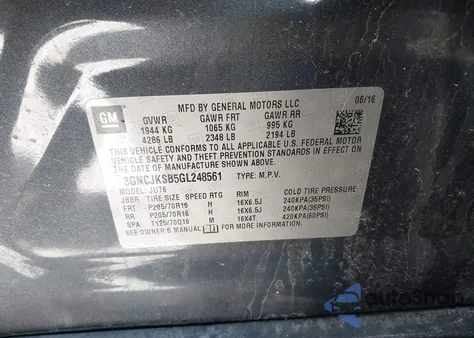 MFD BY GENERAL MOTORS LLC 06/16
GM
GVWR GAWR FRT GAWR RR
1944 KG 1065 KG 995 KG
4286 LB 2348 LB 2194 LB
THIS VEHICLE CONFORMS TO ALL APPLICABLE U.S. FEDERAL MOTOR
VEHICLE SAFETY, BUMPER, AND THEFT PREVENTION STANDARDS IN
EFFECT ON THE DATE OF MANUFACTURE SHOWN ABOVE.
3GNCJKSB5GL248561 TYPE: M.P.V.
MODEL: JU76
JBBR TIRE SIZE SPEED RTG RIM COLD TIRE PRESSURE
FRT P205/70R16 H 16X6.5J 240KPA(35PSI)
RR P205/70R16 H 16X6.5J 240KPA(35PSI)
SPA T125/70D16 M 16X4T 420KPA(60PSI)
SEE OWNER'S MANUAL FOR MORE INFORMATION.
autoSnap